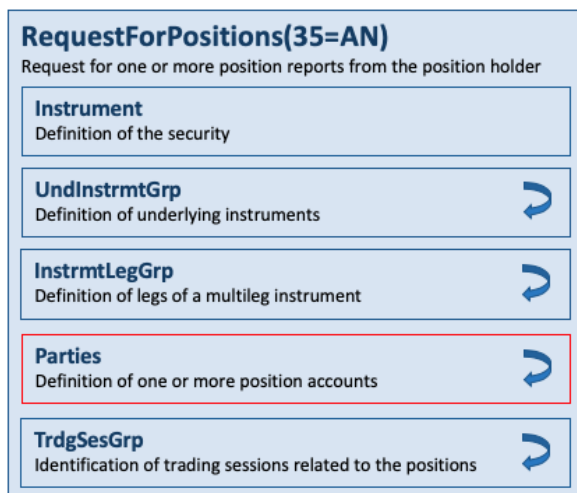 RequestForPositions(35=AN)
Request for one or more position reports from the position holder
Instrument
Definition of the security
UndInstrmtGrp
Definition of underlying instruments
InstrmtLegGrp
Definition of legs of a multileg instrument
Parties
Definition of one or more position accounts
TrdgSesGrp
Identification of trading sessions related to the positions